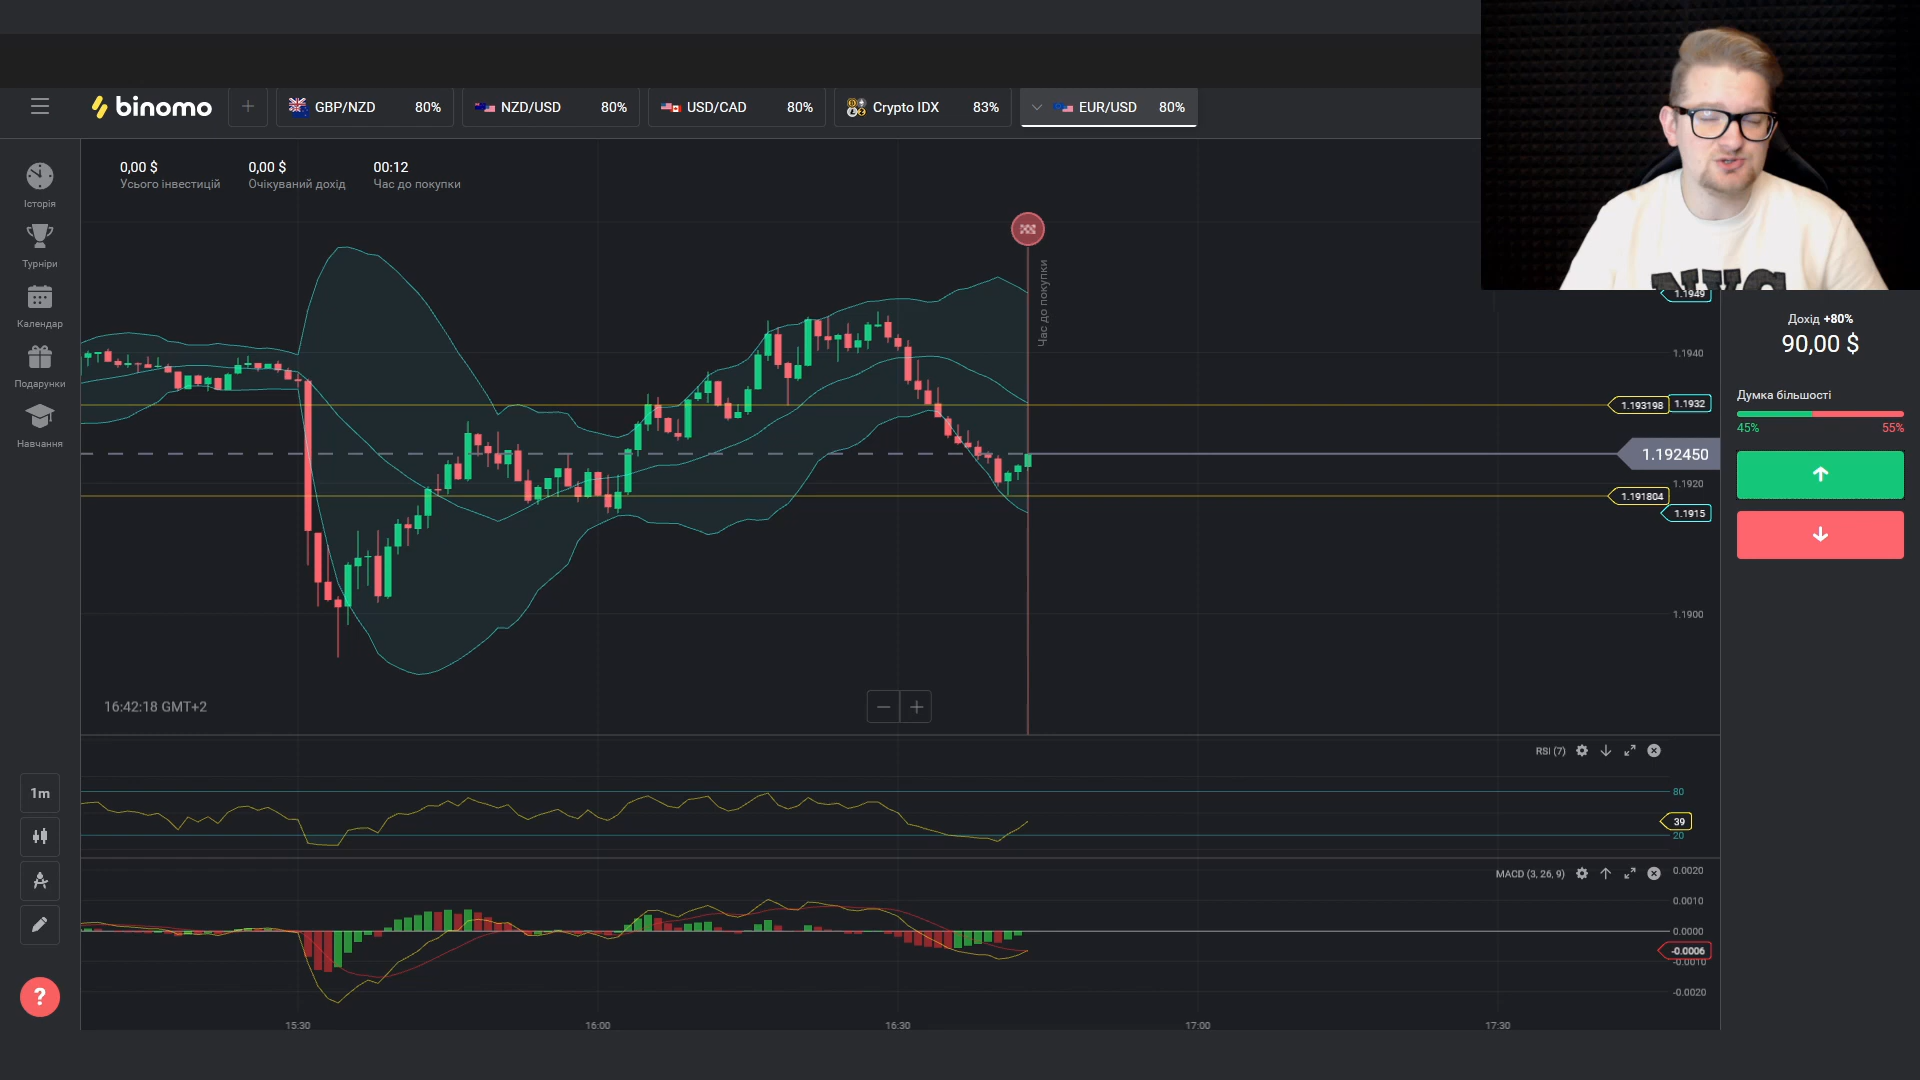 binomo
+
GBP/NZD 80%
NZD/USD 80%
USD/CAD 80%
Crypto IDX 83%
EUR/USD 80%
0,00 $
Усього інвестицій
0,00 $
Очікуваний дохід
00:12
Час до покупки
Історія
Турніри
Календар
Подарунки
Навчання
Час до покупки
1.1949
1.1940
1.193198
1.1932
1.192450
1.1920
1.191804
1.1915
1.1900
Дохід +80%
90,00 $
Думка більшості
45% 55%
16:42:18 GMT+2
1m
?
RSI (7)
80
39
20
MACD (3, 26, 9)
0.0020
0.0010
0.0000
-0.0006
-0.0010
-0.0020
15:30
16:00
16:30
17:00
17:30